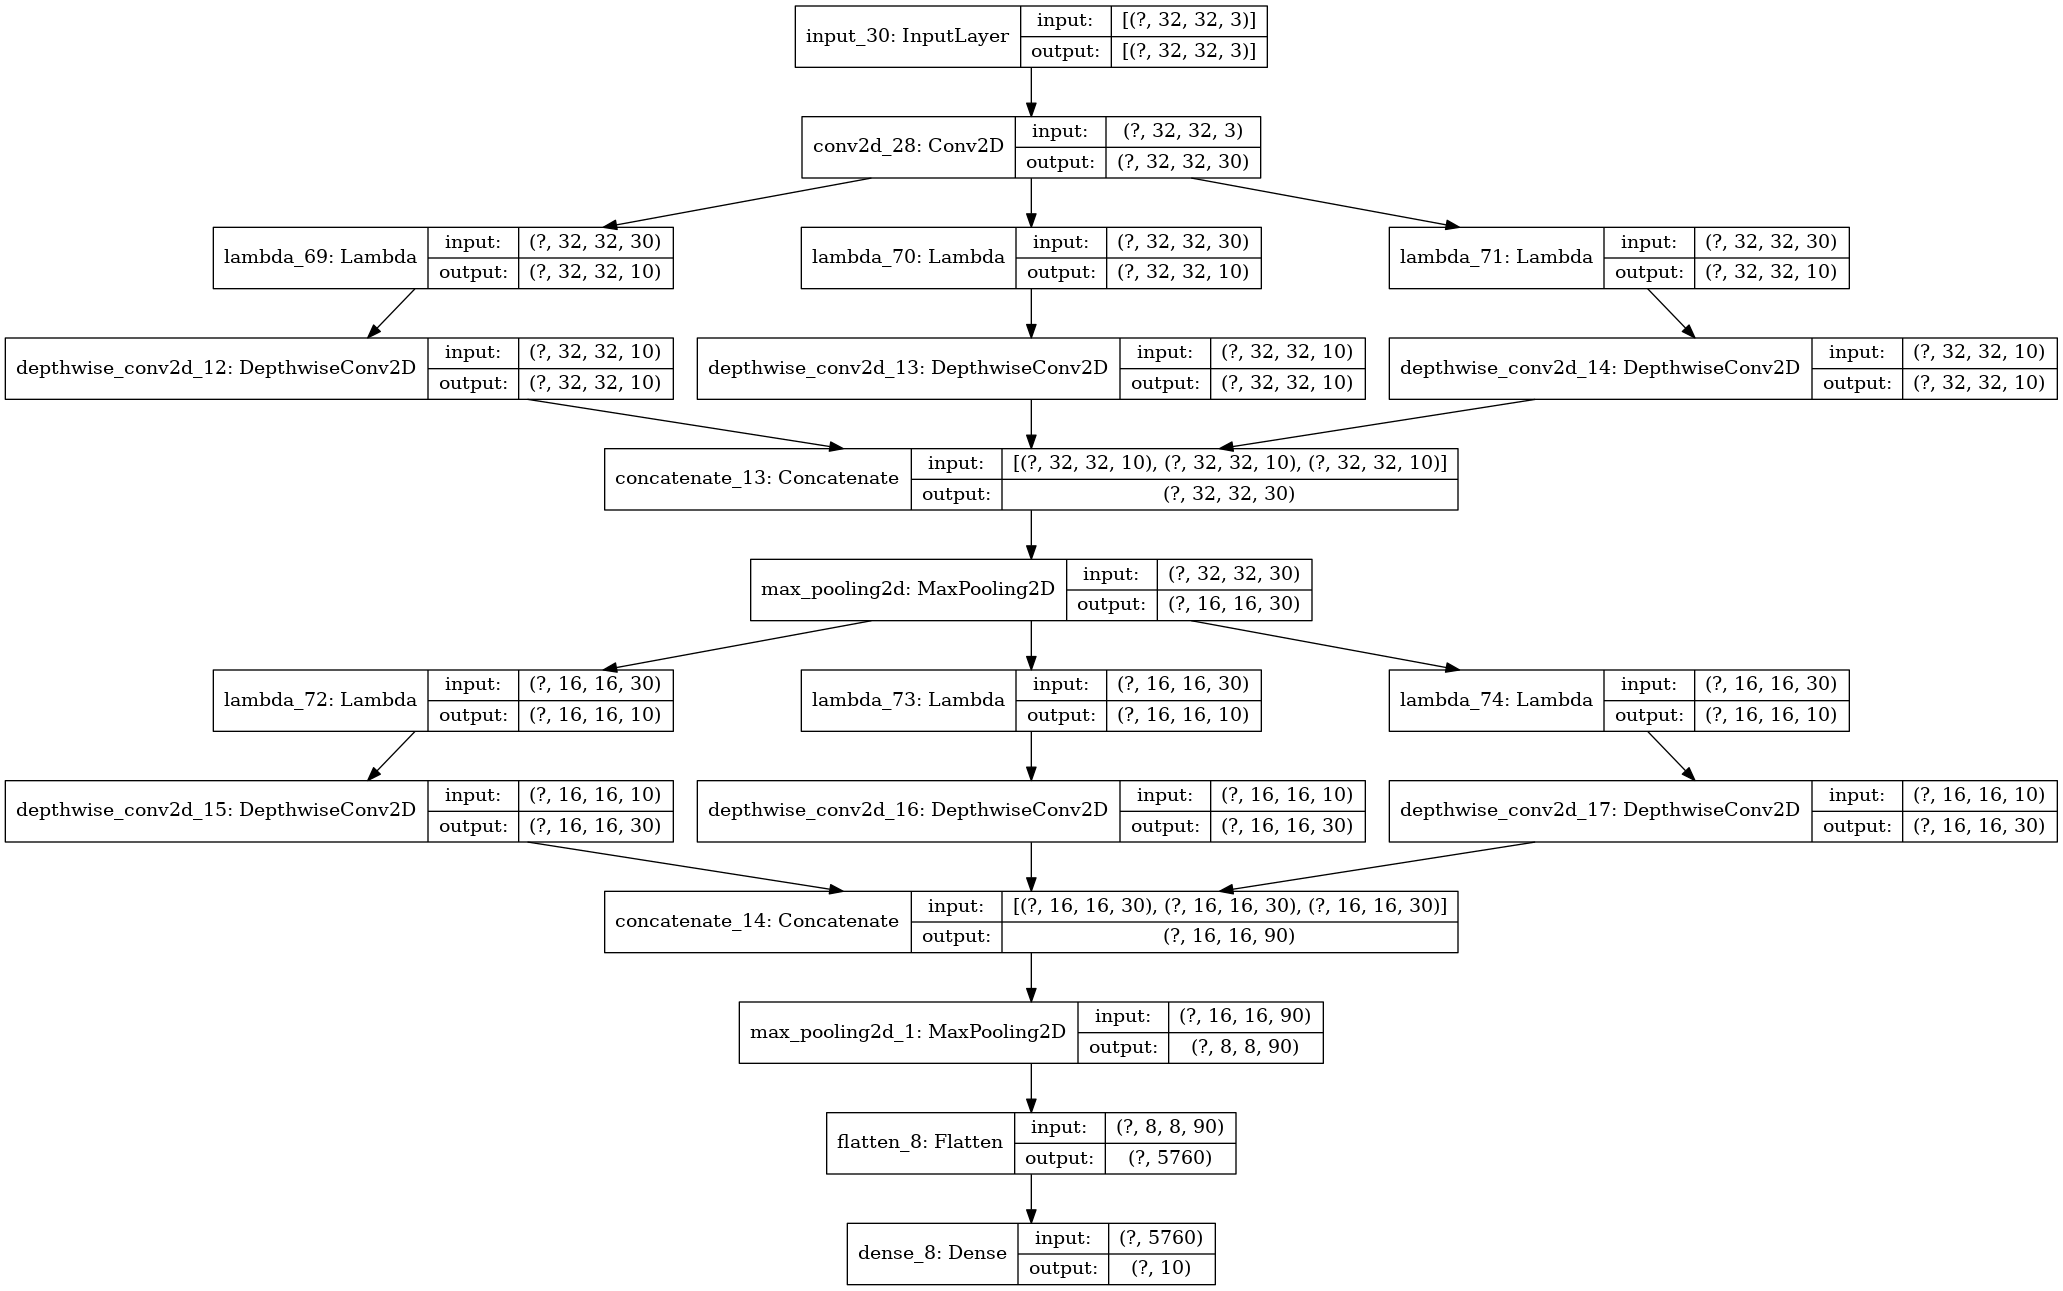 input_30: InputLayer
input: [(?, 32, 32, 3)]
output: [(?, 32, 32, 3)]
conv2d_28: Conv2D
input: (?, 32, 32, 3)
output: (?, 32, 32, 30)
lambda_69: Lambda
input: (?, 32, 32, 30)
output: (?, 32, 32, 10)
lambda_70: Lambda
input: (?, 32, 32, 30)
output: (?, 32, 32, 10)
lambda_71: Lambda
input: (?, 32, 32, 30)
output: (?, 32, 32, 10)
depthwise_conv2d_12: DepthwiseConv2D
input: (?, 32, 32, 10)
output: (?, 32, 32, 10)
depthwise_conv2d_13: DepthwiseConv2D
input: (?, 32, 32, 10)
output: (?, 32, 32, 10)
depthwise_conv2d_14: DepthwiseConv2D
input: (?, 32, 32, 10)
output: (?, 32, 32, 10)
concatenate_13: Concatenate
input: [(?, 32, 32, 10), (?, 32, 32, 10), (?, 32, 32, 10)]
output: (?, 32, 32, 30)
max_pooling2d: MaxPooling2D
input: (?, 32, 32, 30)
output: (?, 16, 16, 30)
lambda_72: Lambda
input: (?, 16, 16, 30)
output: (?, 16, 16, 10)
lambda_73: Lambda
input: (?, 16, 16, 30)
output: (?, 16, 16, 10)
lambda_74: Lambda
input: (?, 16, 16, 30)
output: (?, 16, 16, 10)
depthwise_conv2d_15: DepthwiseConv2D
input: (?, 16, 16, 10)
output: (?, 16, 16, 30)
depthwise_conv2d_16: DepthwiseConv2D
input: (?, 16, 16, 10)
output: (?, 16, 16, 30)
depthwise_conv2d_17: DepthwiseConv2D
input: (?, 16, 16, 10)
output: (?, 16, 16, 30)
concatenate_14: Concatenate
input: [(?, 16, 16, 30), (?, 16, 16, 30), (?, 16, 16, 30)]
output: (?, 16, 16, 90)
max_pooling2d_1: MaxPooling2D
input: (?, 16, 16, 90)
output: (?, 8, 8, 90)
flatten_8: Flatten
input: (?, 8, 8, 90)
output: (?, 5760)
dense_8: Dense
input: (?, 5760)
output: (?, 10)